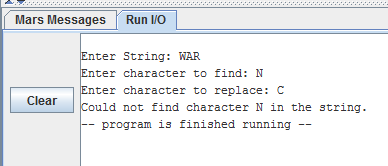 Mars Messages Run I/O
Enter String: WAR
Enter character to find: N
Enter character to replace: C
Clear
Could not find character N in the string.
-- program is finished running --